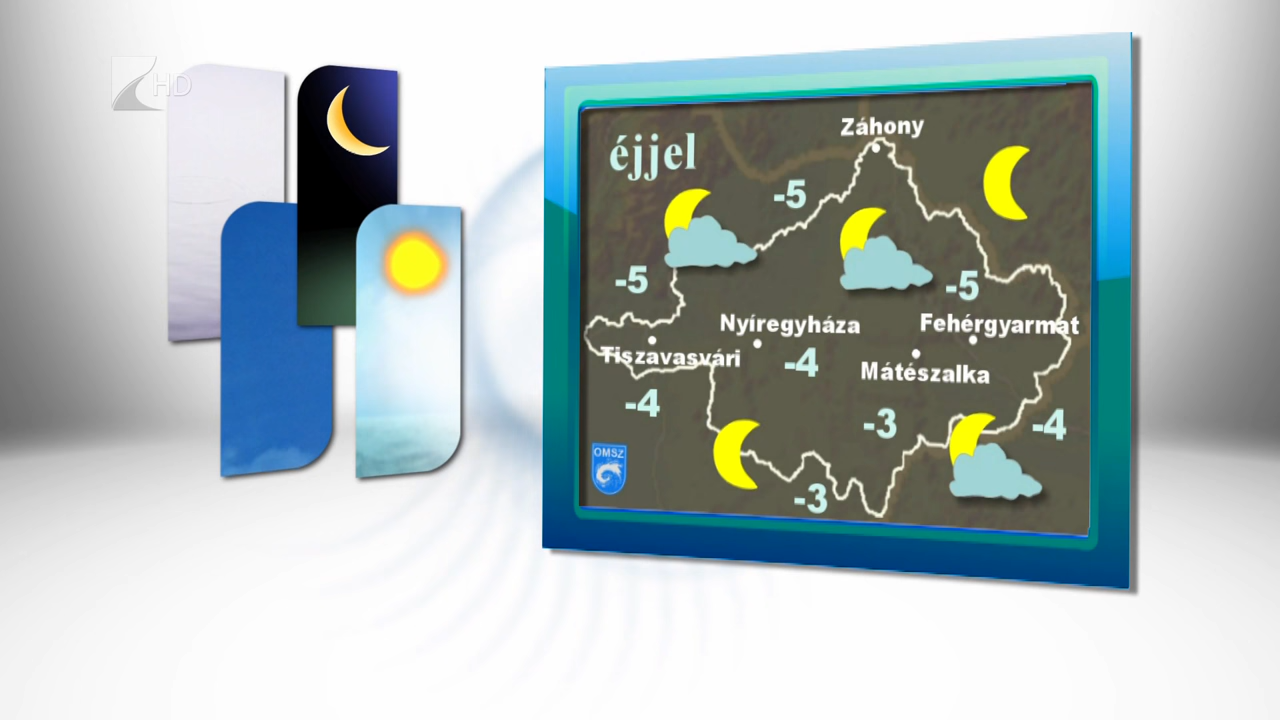 HD
éjjel
Záhony
-5
-5
-5
Nyíregyháza
Fehérgyarmat
Tiszavasvári
-4
Mátészalka
-4
-3
-4
OMSZ
-3